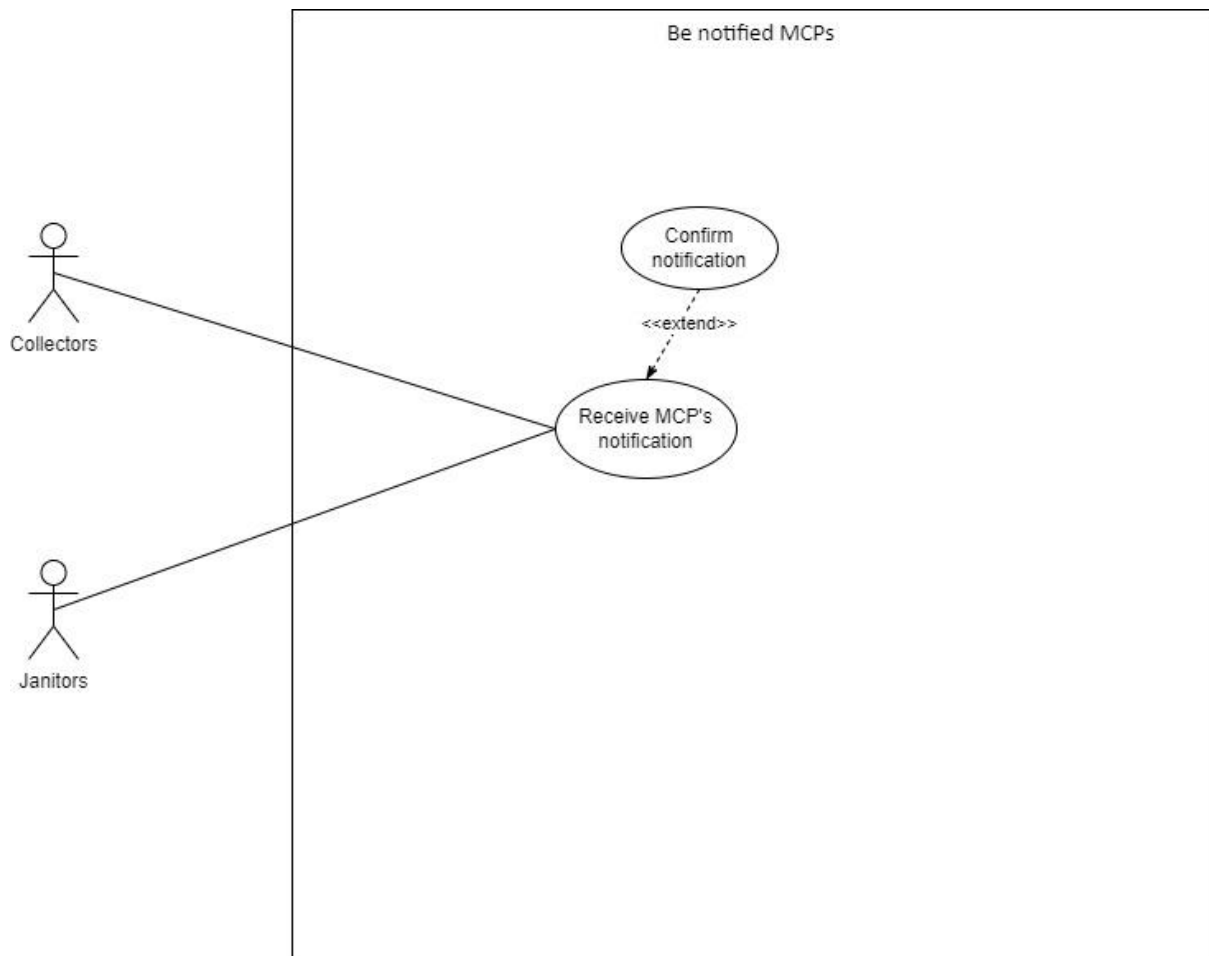 Be notified MCPs
Confirm
notification
<<extend>>
Collectors
Receive MCP's
notification
Janitors